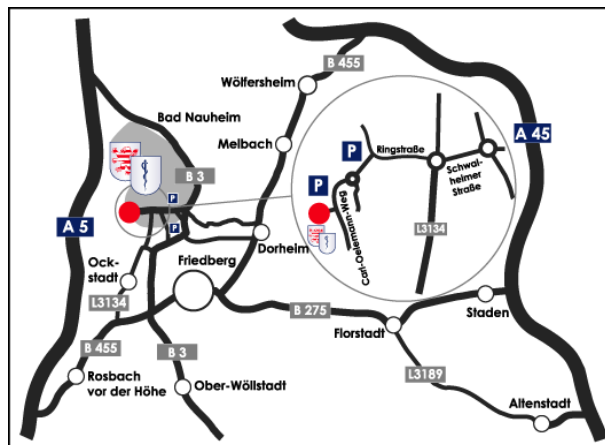 B 455
Wölfersheim
Bad Nauheim
A 45
Melbach
P
Ringstraße
Schwal-
heimer
Straße
B 3
P
P
Carl-Oelemann-Weg
L3134
A 5
P
Dorheim
Ock-
stadt
Friedberg
L3134
B 275
Staden
Florstadt
B 455
B 3
L3189
Rosbach
vor der Höhe
Ober-Wöllstadt
Altenstadt